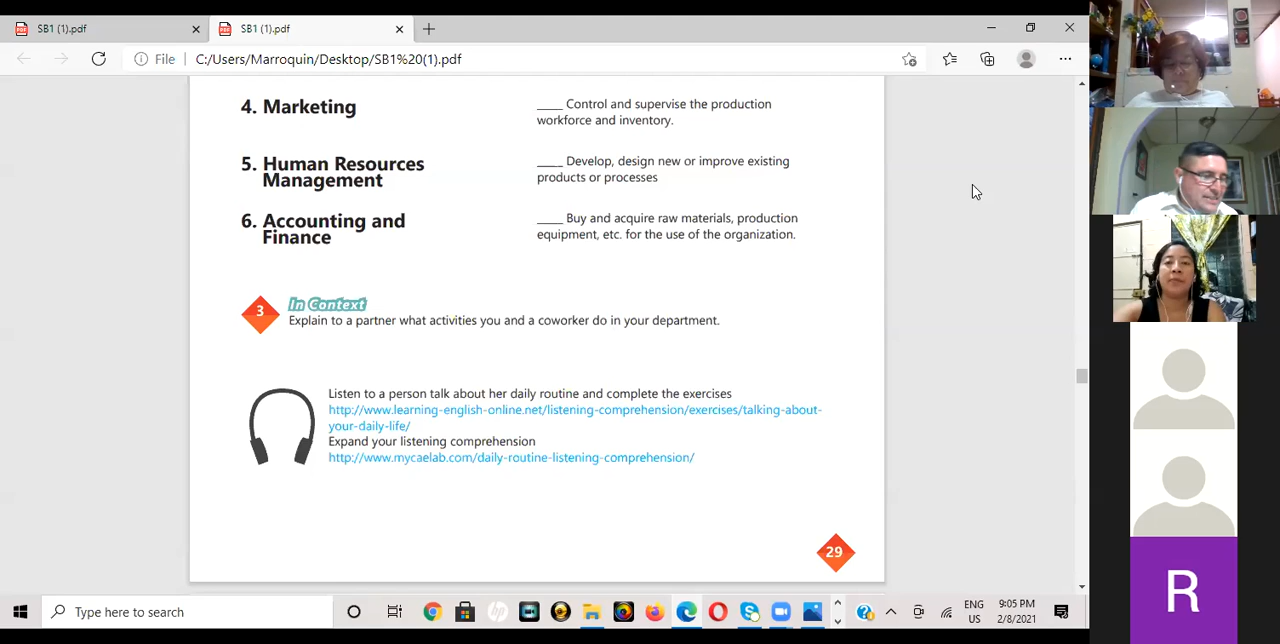 SB1 (1).pdf
SB1 (1).pdf
File
C:/Users/Marroquin/Desktop/SB1%20(1).pdf
4. Marketing
____ Control and supervise the production
workforce and inventory.
5. Human Resources
Management
____ Develop, design new or improve existing
products or processes
6. Accounting and
Finance
____ Buy and acquire raw materials, production
equipment, etc. for the use of the organization.
3
In Context
Explain to a partner what activities you and a coworker do in your department.
Listen to a person talk about her daily routine and complete the exercises
http://www.learning-english-online.net/listening-comprehension/exercises/talking-about-
your-daily-life/
Expand your listening comprehension
http://www.mycaelab.com/daily-routine-listening-comprehension/
29
R
Type here to search
ENG
US
9:05 PM
2/8/2021